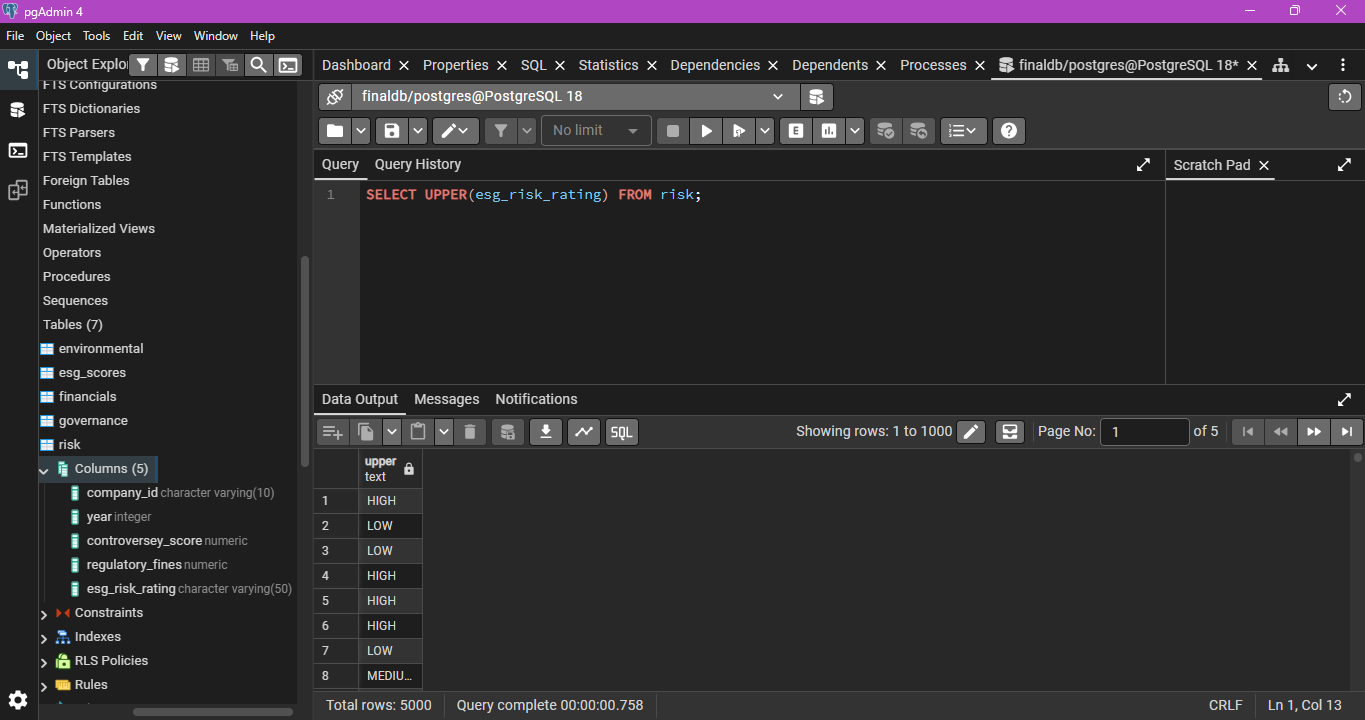 pgAdmin 4
File Object Tools Edit View Window Help
Object Explo
Dashboard Properties SQL Statistics Dependencies Dependents Processes finaldb/postgres@PostgreSQL 18*
FTS Configurations
FTS Dictionaries
FTS Parsers
FTS Templates
Foreign Tables
Functions
Materialized Views
Operators
Procedures
Sequences
Tables (7)
environmental
esg_scores
financials
governance
risk
Columns (5)
company_id character varying(10)
year integer
controversey_score numeric
regulatory_fines numeric
esg_risk_rating character varying(50)
Constraints
Indexes
RLS Policies
Rules
finaldb/postgres@PostgreSQL 18
No limit
E
Query Query History
Scratch Pad
1 SELECT UPPER(esg_risk_rating) FROM risk;
Data Output Messages Notifications
SQL
Showing rows: 1 to 1000
Page No: 1 of 5
upper
text
1 HIGH
2 LOW
3 LOW
4 HIGH
5 HIGH
6 HIGH
7 LOW
8 MEDIU...
Total rows: 5000 Query complete 00:00:00.758 CRLF Ln 1, Col 13